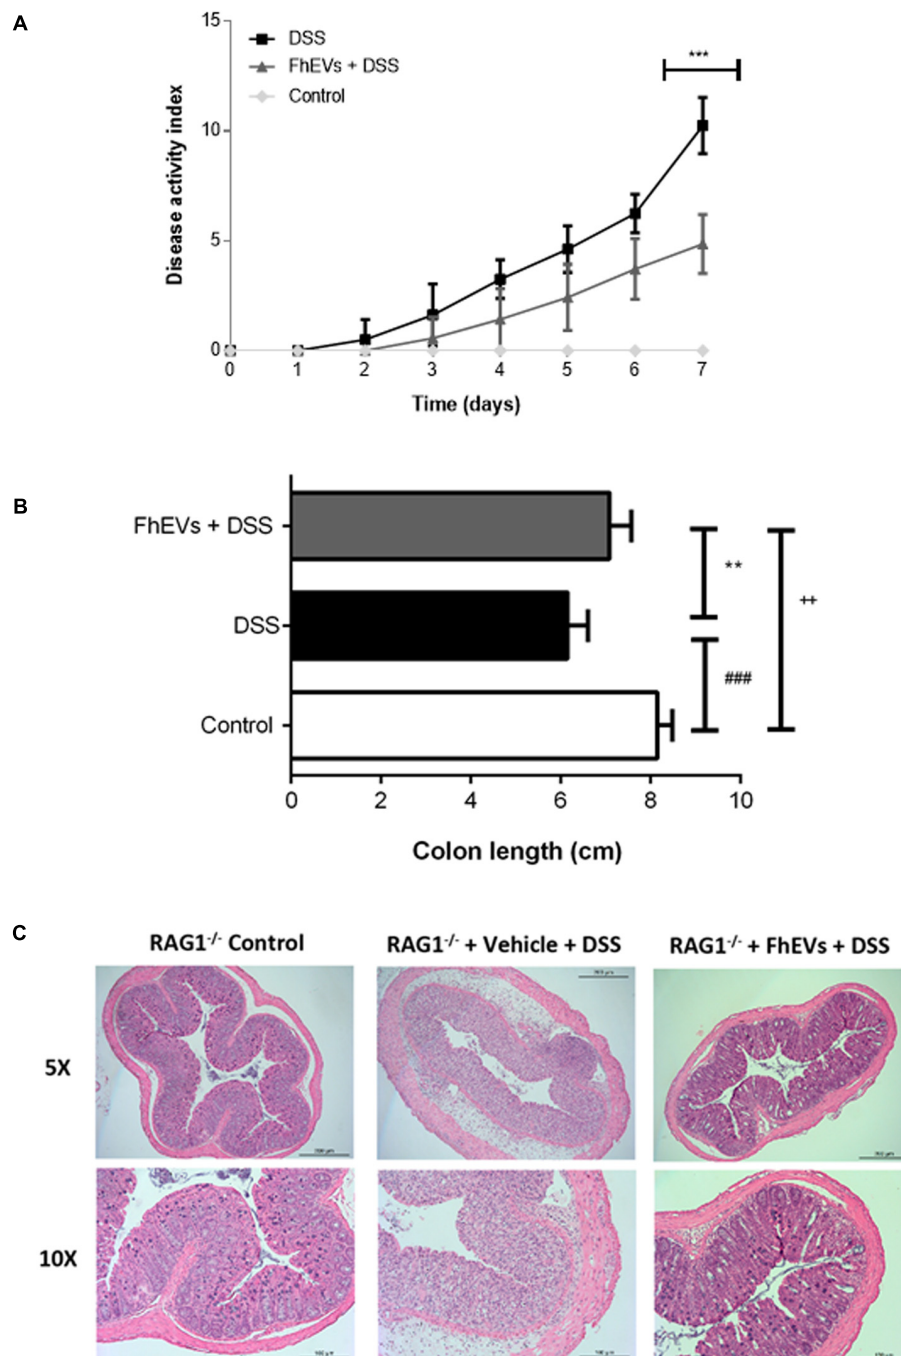 A
15
10
5
0
Disease activity index
DSS
FhEVs + DSS
Control
***
0 1 2 3 4 5 6 7
Time (days)
B
FhEVs + DSS
DSS
Control
**
###
++
0 2 4 6 8 10
Colon length (cm)
C
RAG1-/- Control
RAG1-/- + Vehicle + DSS
RAG1-/- + FhEVs + DSS
5X
10X